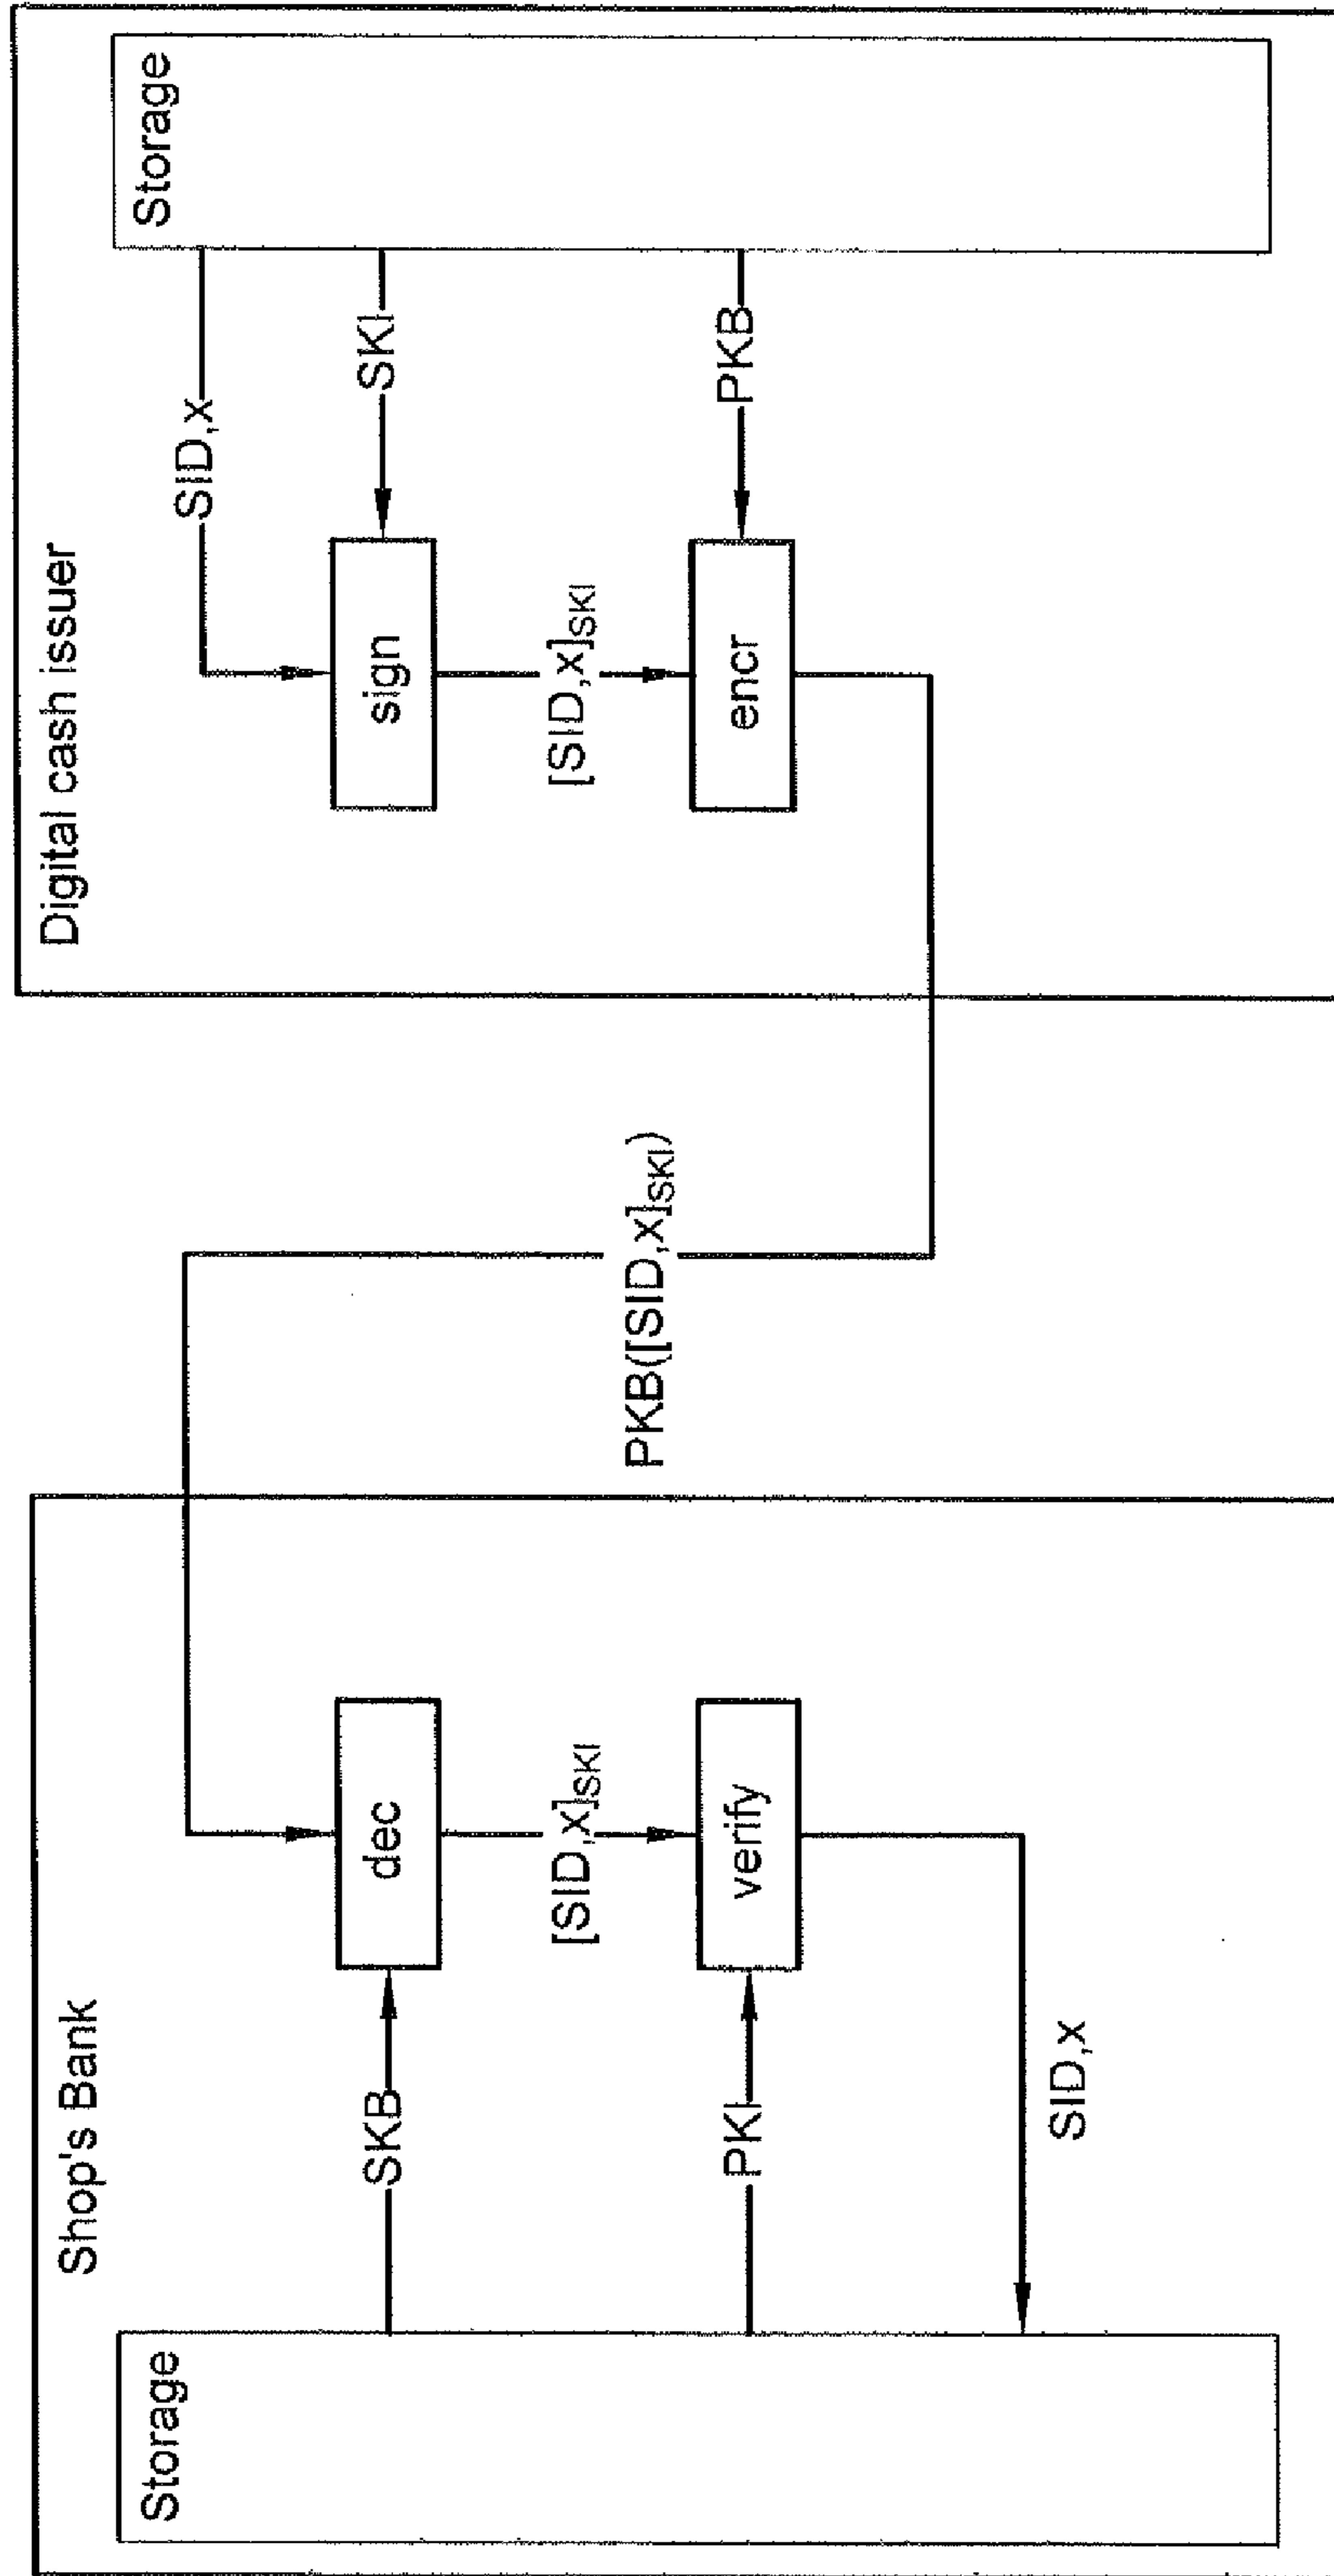 Shop's Bank
Storage
SKB
dec
[SID,x]SKI
PKI
verify
SID,x
PKB([SID,x]SKI)
Digital cash issuer
Storage
SID,x
SKI
sign
[SID,x]SKI
PKB
encr